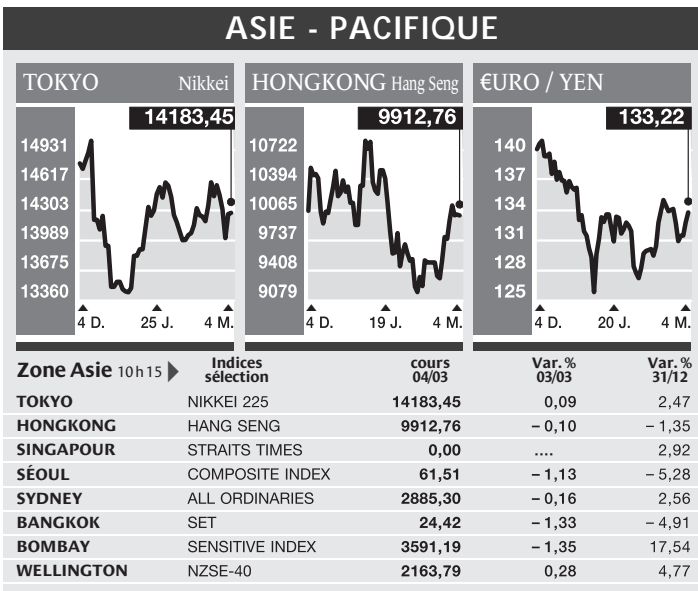 ASIE - PACIFIQUE
TOKYO Nikkei
14183,45
14931
14617
14303
13989
13675
13360
4 D. 25 J. 4 M.
HONGKONG Hang Seng
9912,76
10722
10394
10065
9737
9408
9079
4 D. 19 J. 4 M.
€URO / YEN
133,22
140
137
134
131
128
125
4 D. 20 J. 4 M.
Zone Asie 10 h 15 Indices sélection cours 04/03 Var. % 03/03 Var. % 31/12
TOKYO NIKKEI 225 14183,45 0,09 2,47
HONGKONG HANG SENG 9912,76 – 0,10 – 1,35
SINGAPOUR STRAITS TIMES 0,00 .... 2,92
SÉOUL COMPOSITE INDEX 61,51 – 1,13 – 5,28
SYDNEY ALL ORDINARIES 2885,30 – 0,16 2,56
BANGKOK SET 24,42 – 1,33 – 4,91
BOMBAY SENSITIVE INDEX 3591,19 – 1,35 17,54
WELLINGTON NZSE-40 2163,79 0,28 4,77